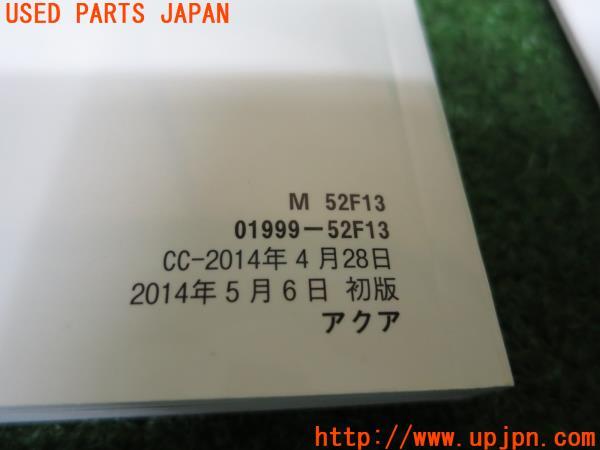 USED PARTS JAPAN
M 52F13
01999-52F13
CC-2014年4月28日
2014年5月6日 初版
アクア
http://www.upjpn.com/